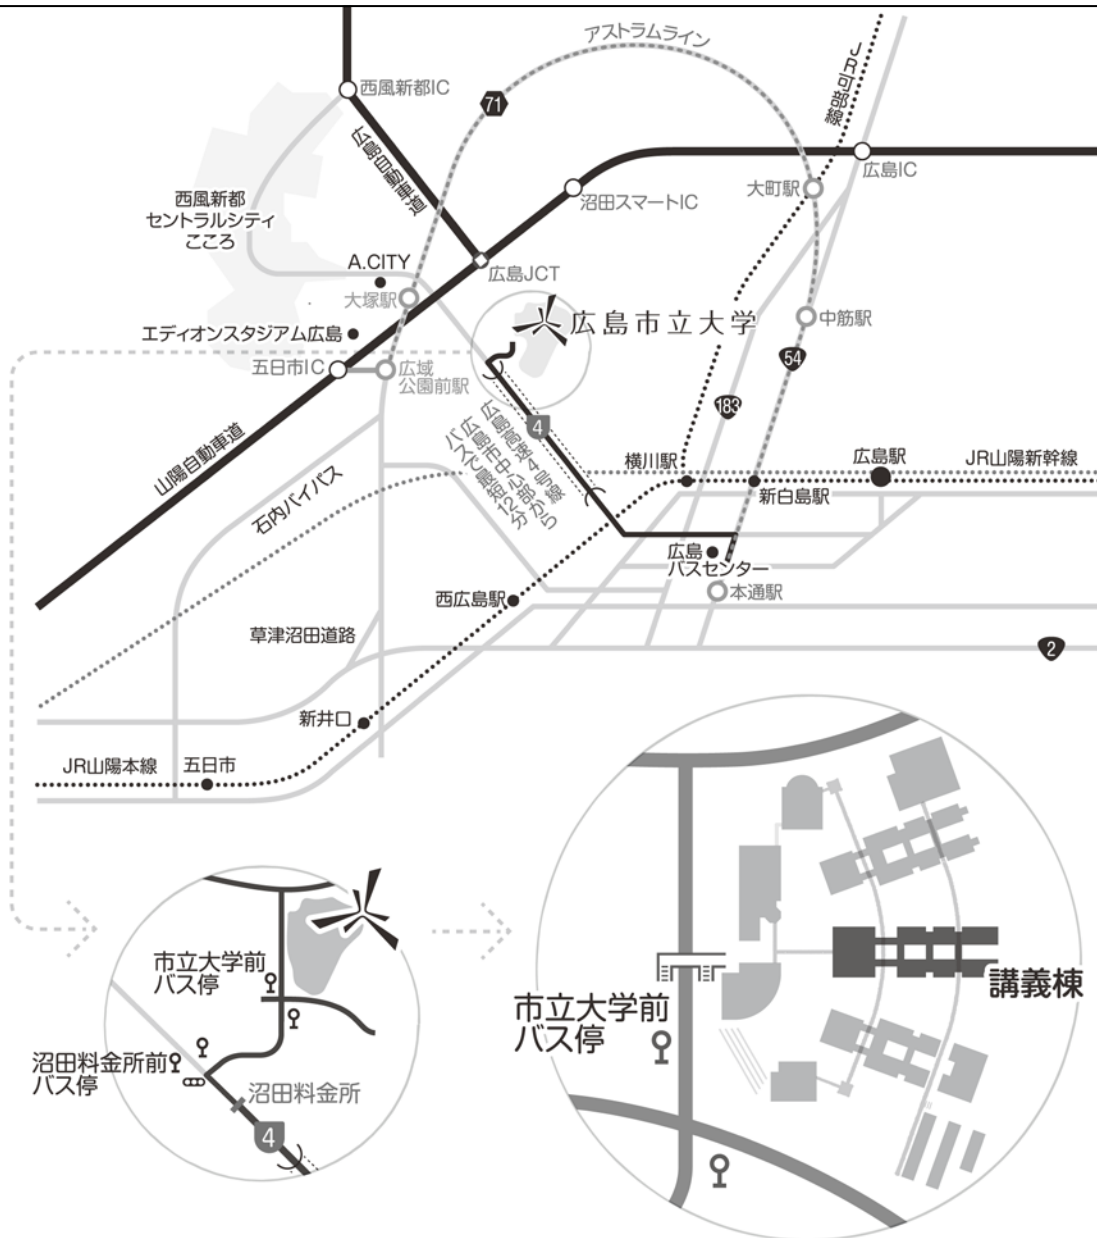 アストラムライン
JR可部線
西風新都IC
71
広島自動車道
広島IC
大町駅
沼田スマートIC
西風新都
セントラルシティ
こころ
A.CITY
広島JCT
大塚駅
広島市立大学
中筋駅
エディオンスタジアム広島
五日市IC
広域
公園前駅
54
183
4
広島高速4号線
広島市中心部から
バスで最短12分
山陽自動車道
石内バイパス
横川駅
広島駅
JR山陽新幹線
新白島駅
広島
バスセンター
本通駅
西広島駅
草津沼田道路
2
新井口
JR山陽本線
五日市
市立大学前
バス停
沼田料金所前
バス停
沼田料金所
4
市立大学前
バス停
講義棟